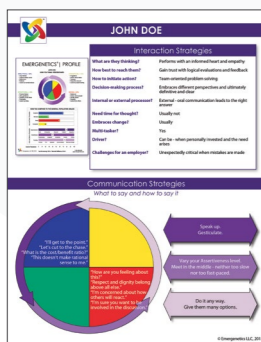 JOHN DOE
EMERGENETICS® | PROFILE
Interaction Strategies
What are they thinking? Performs with an informed heart and empathy
How best to reach them? Gain trust with logical evaluations and feedback
How to initiate action? Team-oriented problem solving
Decision-making process? Embraces different perspectives and ultimately
definitive and clear
Internal or external processor? External - oral communication leads to the right
answer
Need time for thought? Usually not
Embraces change? Usually
Multi-tasker? Yes
Driver? Can be - when personally invested and the need
arises
Challenges for an employer? Unexpectedly critical when mistakes are made
Communication Strategies
What to say and how to say it
"I'll get to the point."
"Let's cut to the chase."
"What is the cost/benefit ratio?"
"This doesn't make rational
sense to me."
"How are you feeling about
this?"
"Respect and dignity belong
above all else."
"I'm concerned about how
others will react."
"I'm sure you want to be
involved in the discussion."
Speak up.
Gesticulate.
Stay your Assertiveness level.
Meet in the middle - neither too slow
nor too fast-paced.
Do it any way.
Give them many options.
© Emergenetics LLC, 201